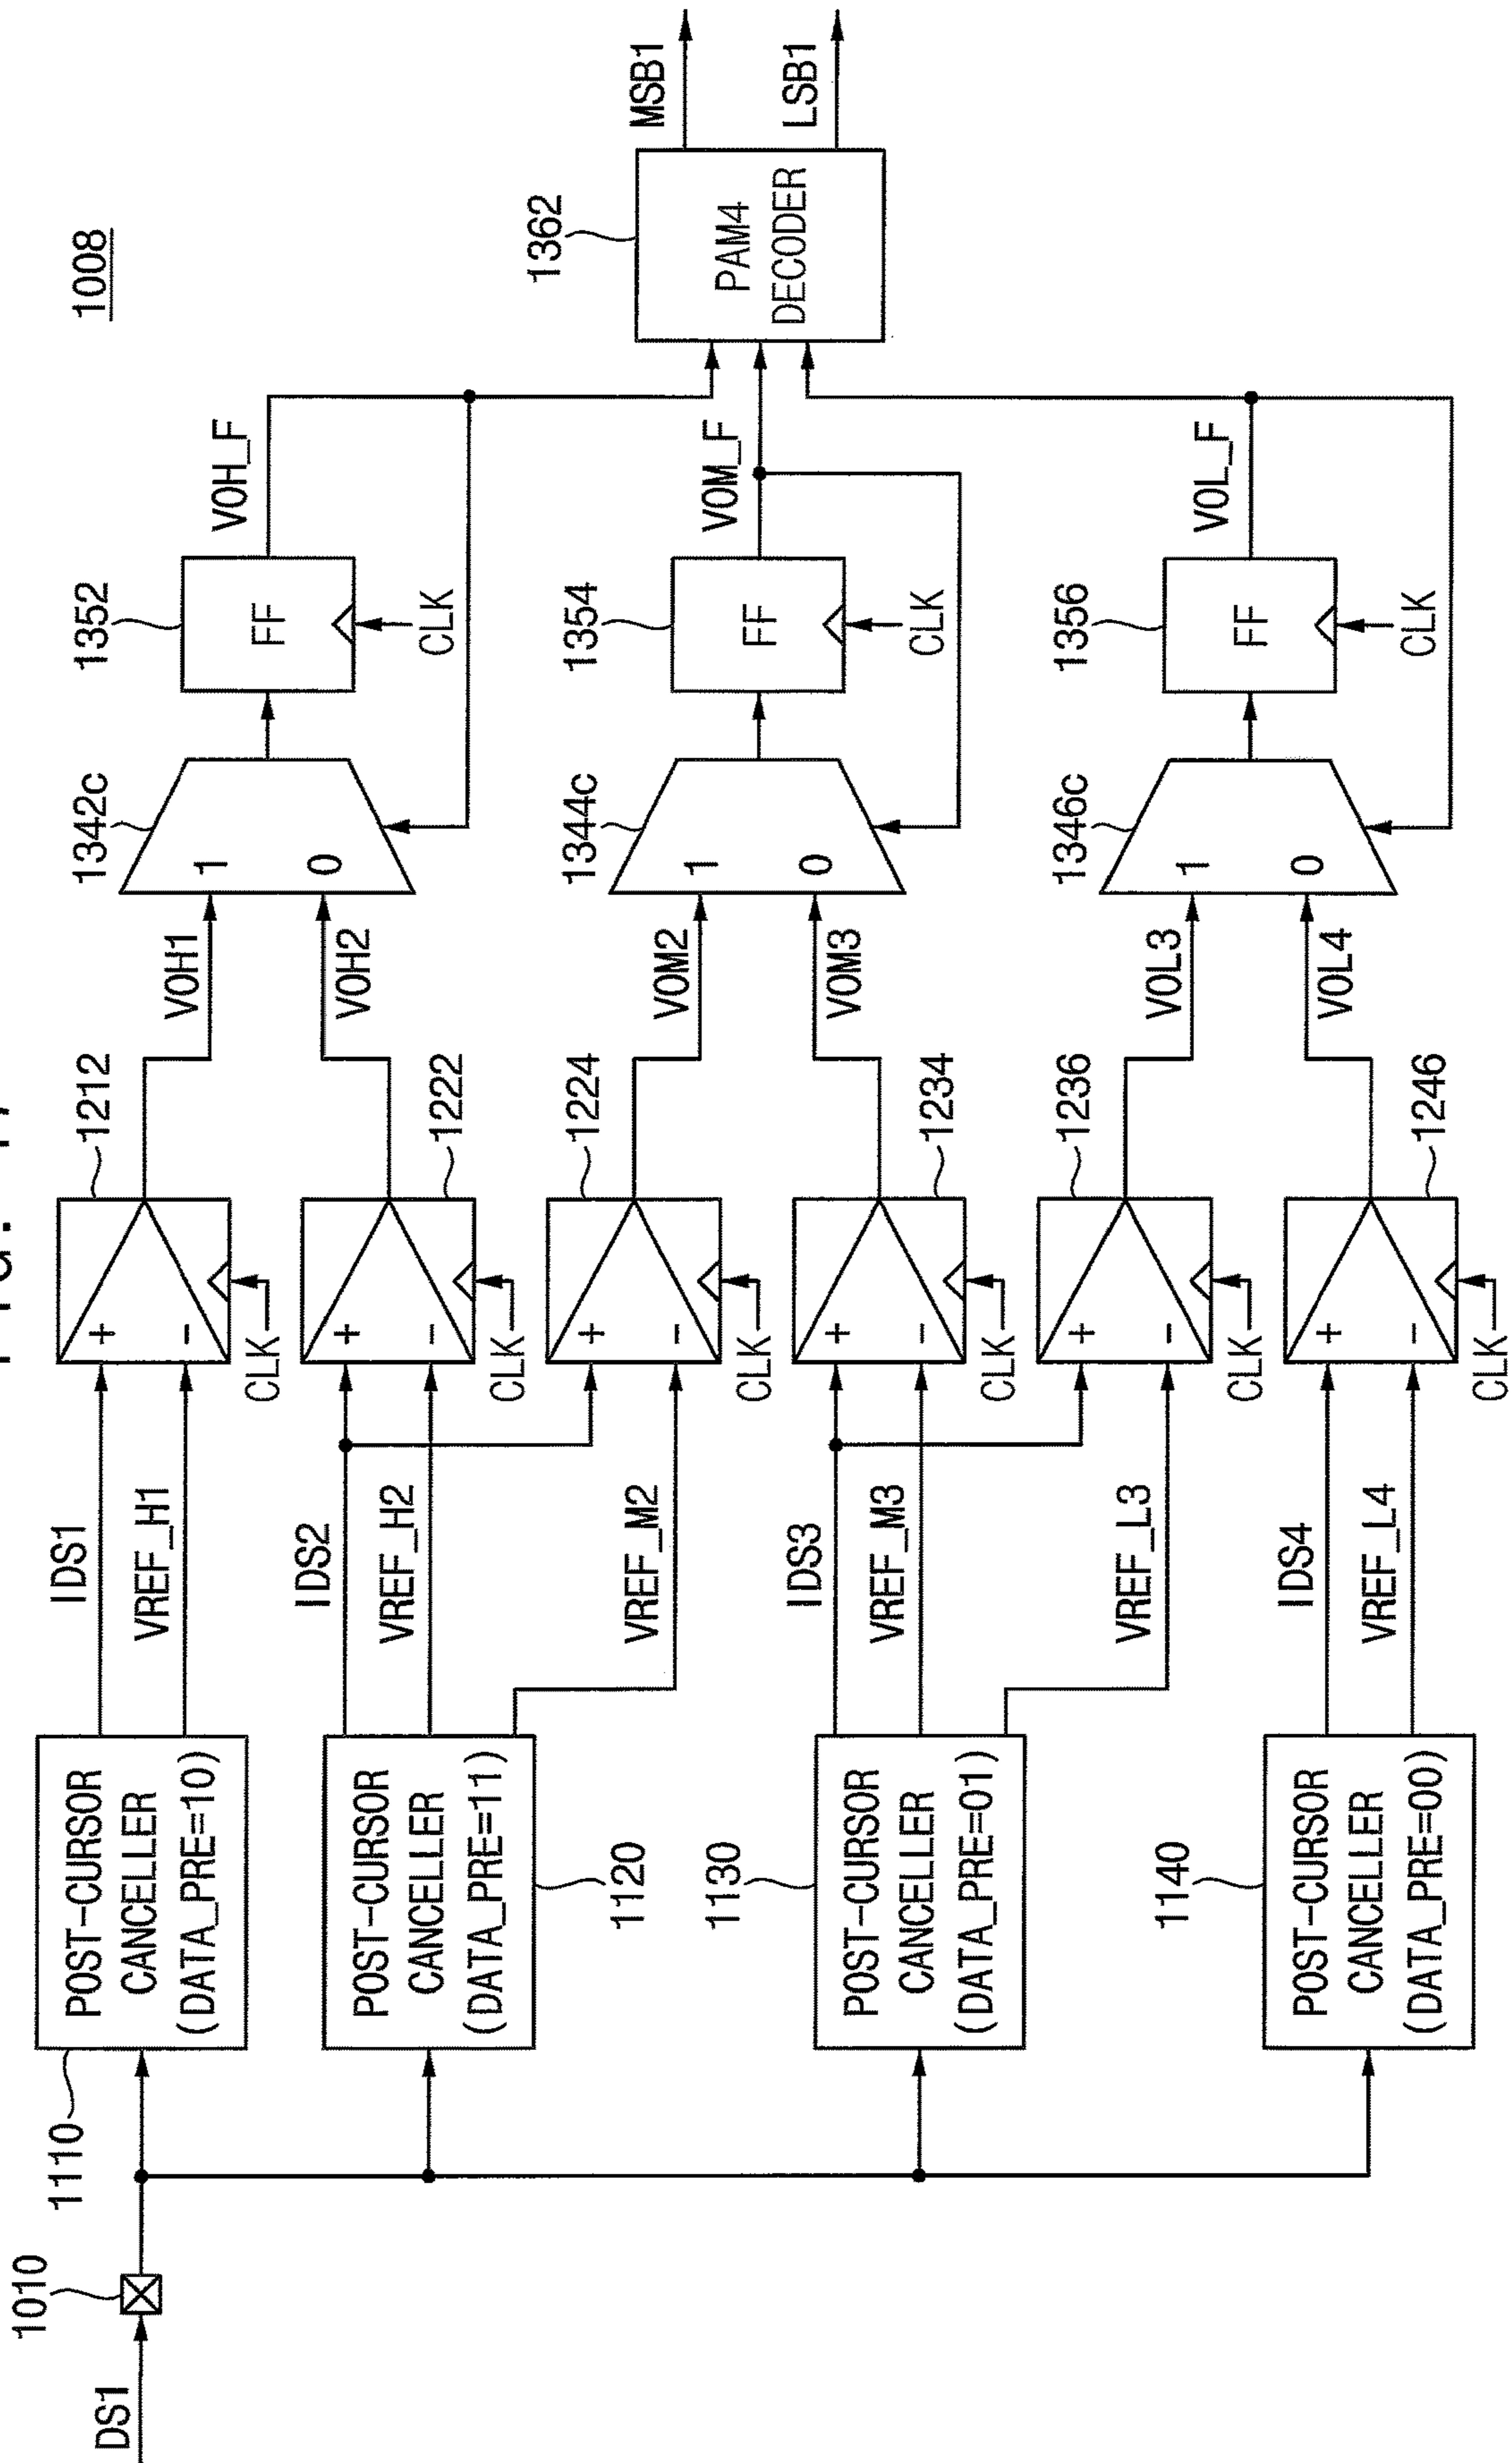 FIG. 17
1008
DS1
1010
1110
POST-CURSOR
CANCELLER
(DATA_PRE=10)
POST-CURSOR
CANCELLER
(DATA_PRE=11)
1120
POST-CURSOR
CANCELLER
(DATA_PRE=01)
1130
POST-CURSOR
CANCELLER
(DATA_PRE=00)
1140
IDS1
VREF_H1
IDS2
VREF_H2
VREF_M2
IDS3
VREF_M3
VREF_L3
IDS4
VREF_L4
+
-
CLK
1212
+
-
CLK
1222
+
-
CLK
1224
+
-
CLK
1234
+
-
CLK
1236
+
-
CLK
1246
VOH1
VOH2
VOM2
VOM3
VOL3
VOL4
1342c
1
0
1344c
1
0
1346c
1
0
1352
FF
CLK
1354
FF
CLK
1356
FF
CLK
VOH_F
VOM_F
VOL_F
1362
PAM4
DECODER
MSB1
LSB1